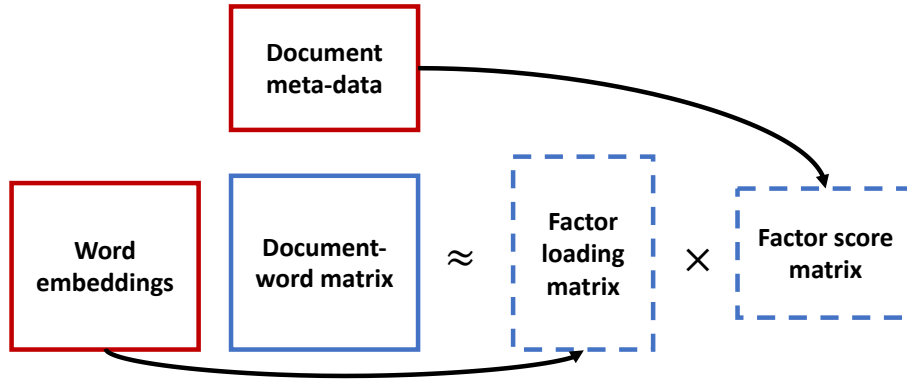 Document
meta-data
Word
embeddings
Document-
word matrix
≈
Factor
loading
matrix
×
Factor score
matrix